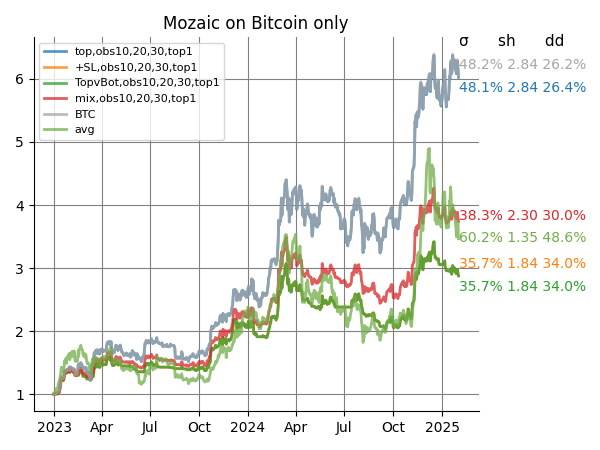 Mozaic on Bitcoin only
σ sh dd
top,obs10,20,30,top1
+SL,obs10,20,30,top1
TopvBot,obs10,20,30,top1
mix,obs10,20,30,top1
BTC
avg
48.2% 2.84 26.2%
48.1% 2.84 26.4%
38.3% 2.30 30.0%
60.2% 1.35 48.6%
35.7% 1.84 34.0%
35.7% 1.84 34.0%
6
5
4
3
2
1
2023 Apr Jul Oct 2024 Apr Jul Oct 2025